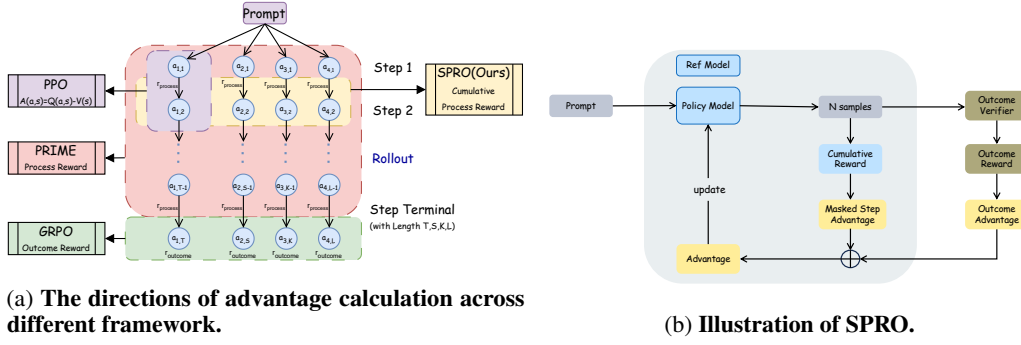 Prompt
a1,1 a2,1 a3,1 a4,1
Step 1
PPO
A(a,s)=Q(a,s)-V(s)
rprocess rprocess rprocess rprocess
SPRO(Ours)
Cumulative
Process Reward
a1,2 a2,2 a3,2 a4,2
Step 2
PRIME
Process Reward
Rollout
a1,T-1 a2,S-1 a3,K-1 a4,L-1
rprocess rprocess rprocess rprocess
Step Terminal
(with Length T,S,K,L)
GRPO
Outcome Reward
a1,T a2,S a3,K a4,L
routcome routcome routcome routcome
(a) The directions of advantage calculation across
different framework.
Ref Model
Prompt
Policy Model
N samples
Outcome
Verifier
Cumulative
Reward
Outcome
Reward
update
Masked Step
Advantage
Outcome
Advantage
Advantage
(b) Illustration of SPRO.